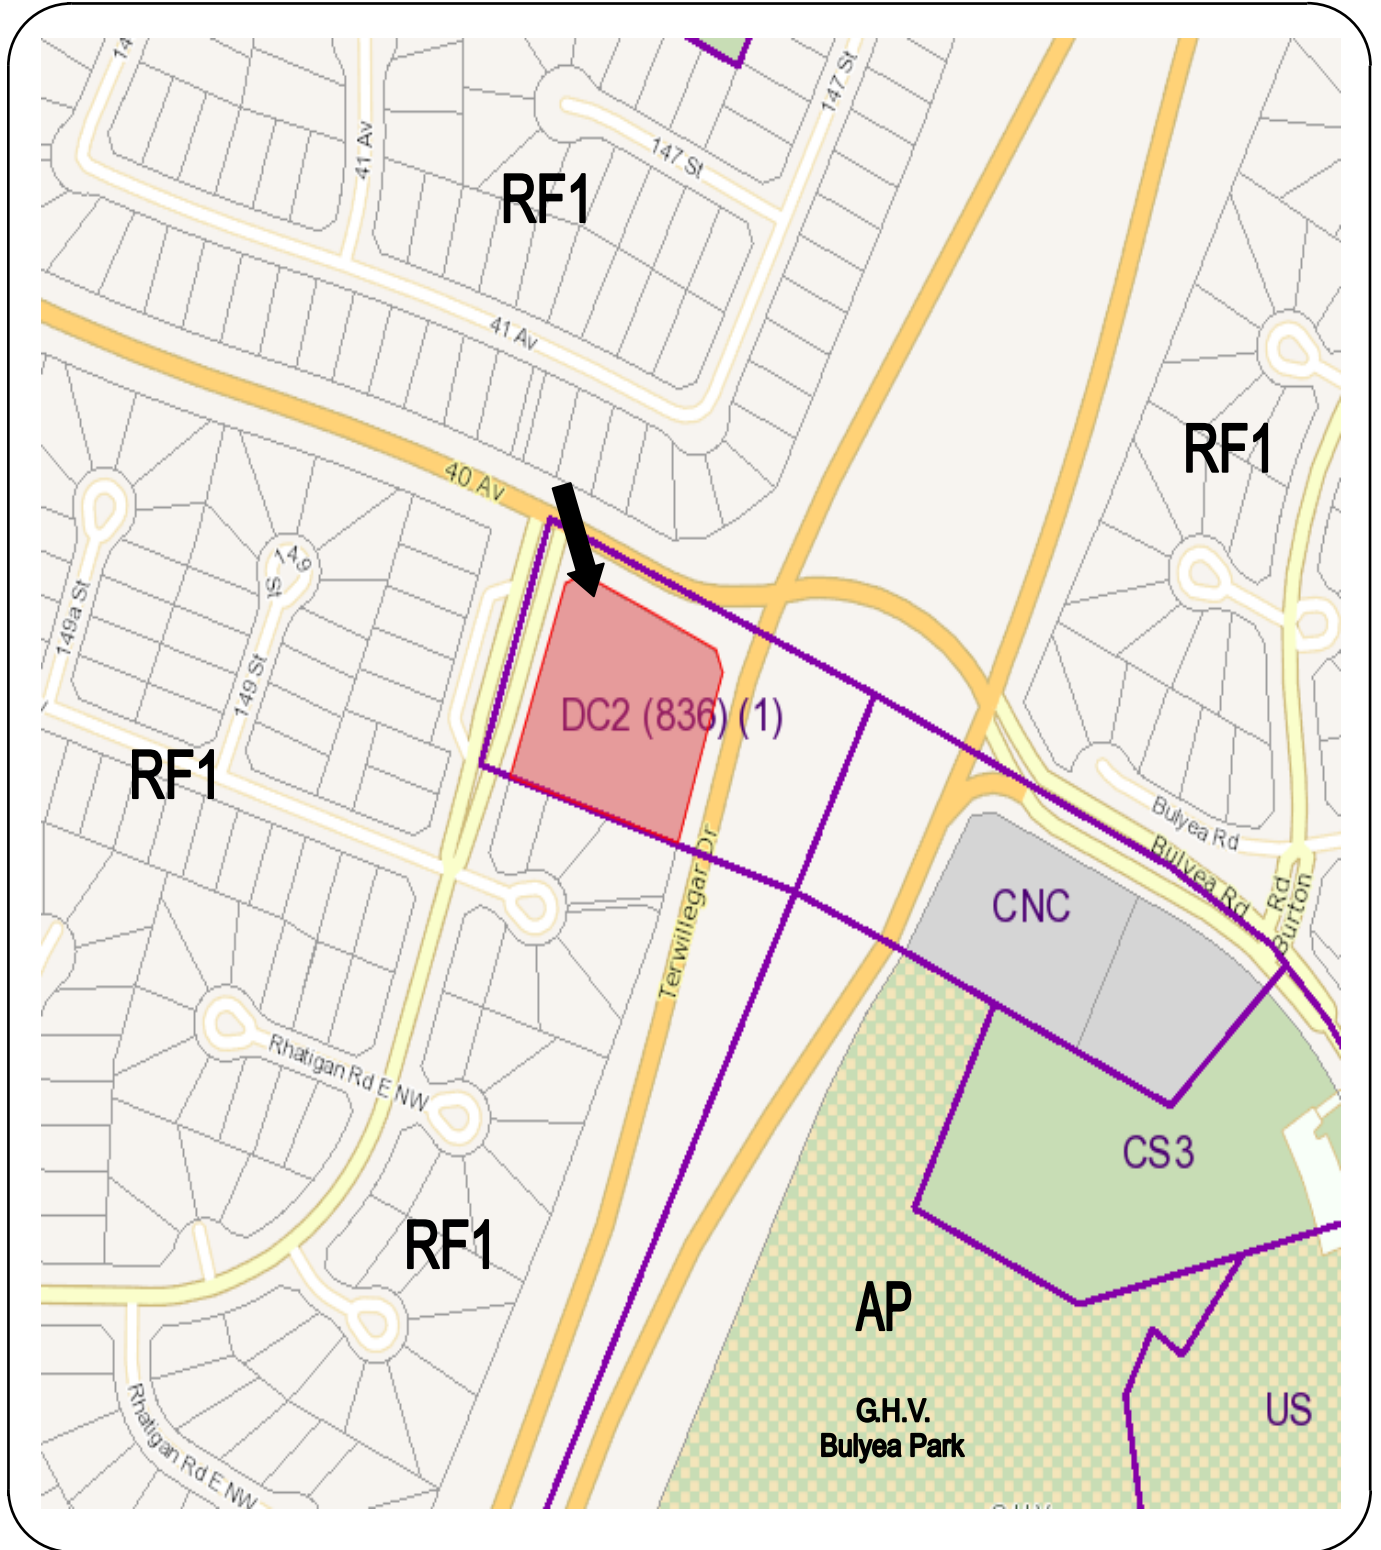 14
41 Av
147 St
147 St
RF1
41 Av
RF1
40 Av
149
St
149a St
149 St
DC2 (836) (1)
RF1
Bulyea Rd
Bulyea Rd
Rd
Burton
CNC
Terwillegar Dr
Rhatigan Rd E NW
CS3
RF1
AP
G.H.V.
Bulyea Park
US
Rhatigan Rd E NW